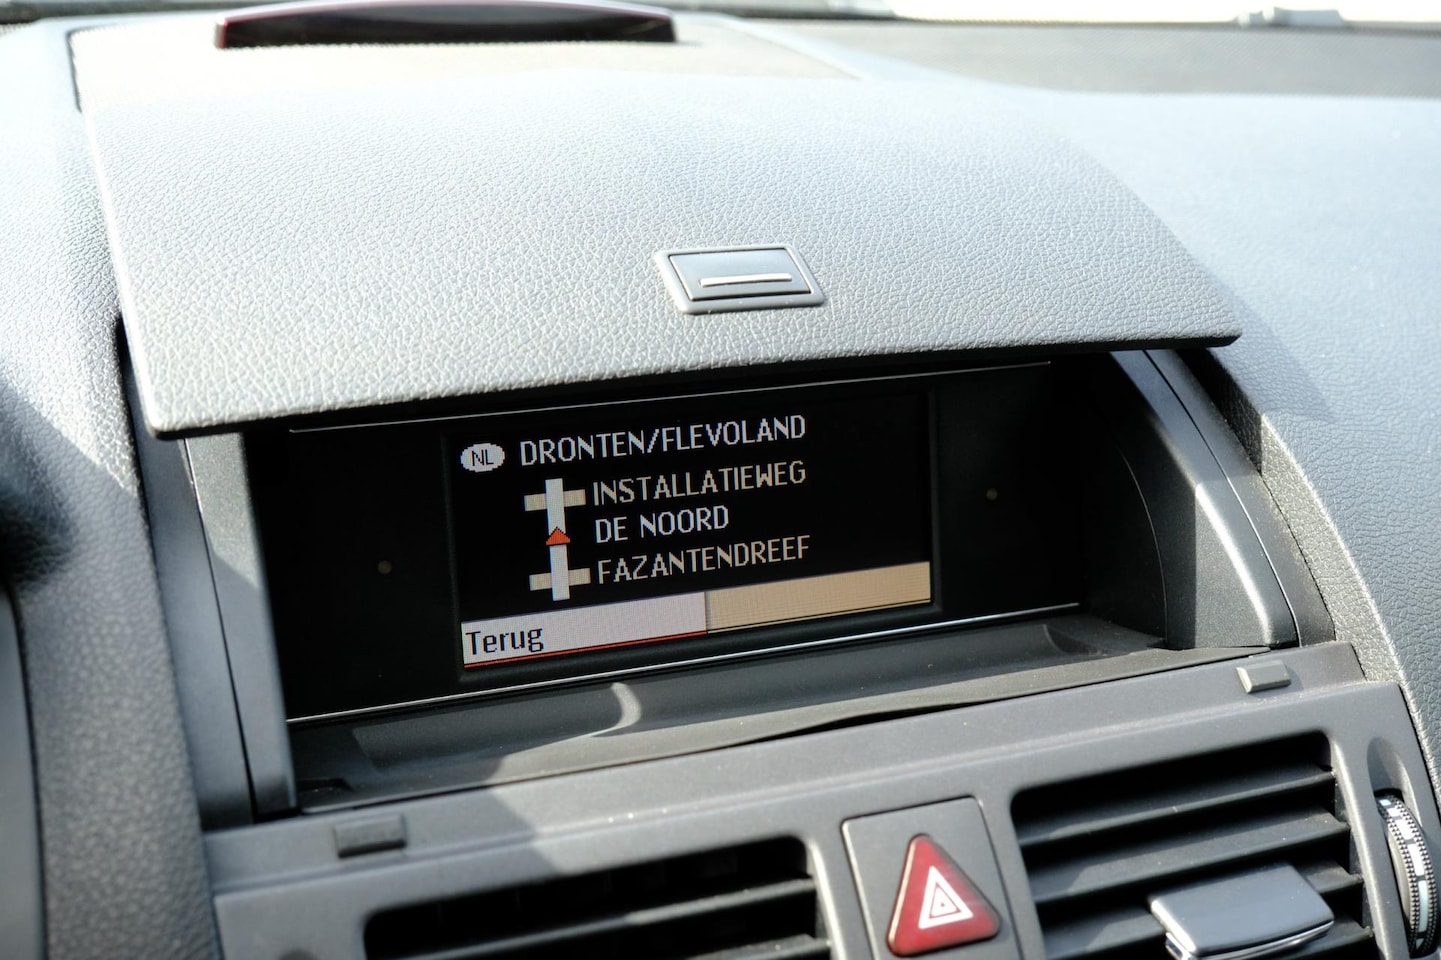 NL DRONTEN/FLEVOLAND
INSTALLATIEWEG
DE NOORD
FAZANTENDREEF
Terug